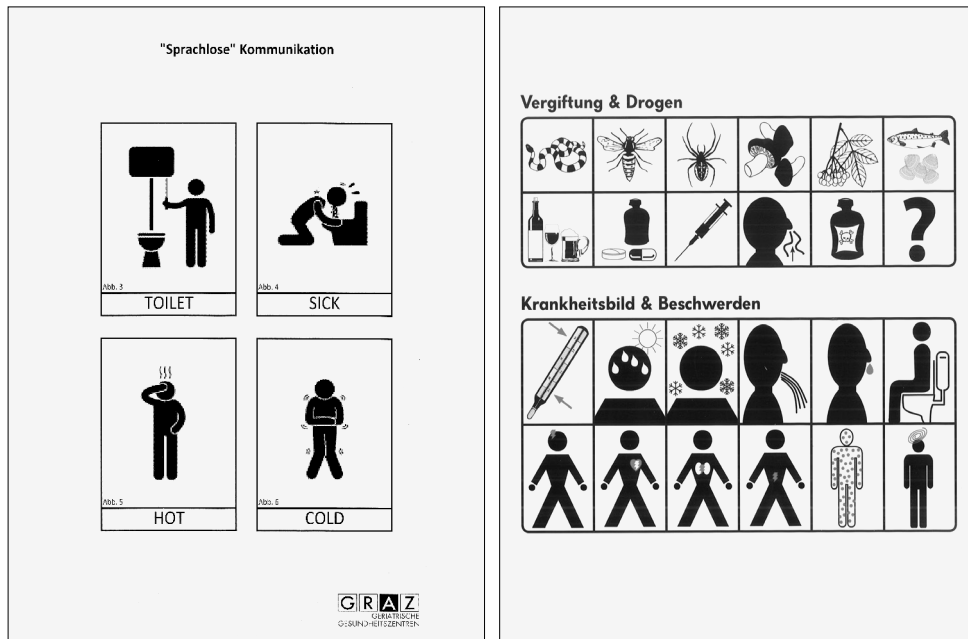 "Sprachlose" Kommunikation
Abb. 3
TOILET
Abb. 4
SICK
Abb. 5
HOT
Abb. 6
COLD
GRAZ
GERIATRISCHE
GESUNDHEITSZENTREN
Vergiftung & Drogen
?
Krankheitsbild & Beschwerden